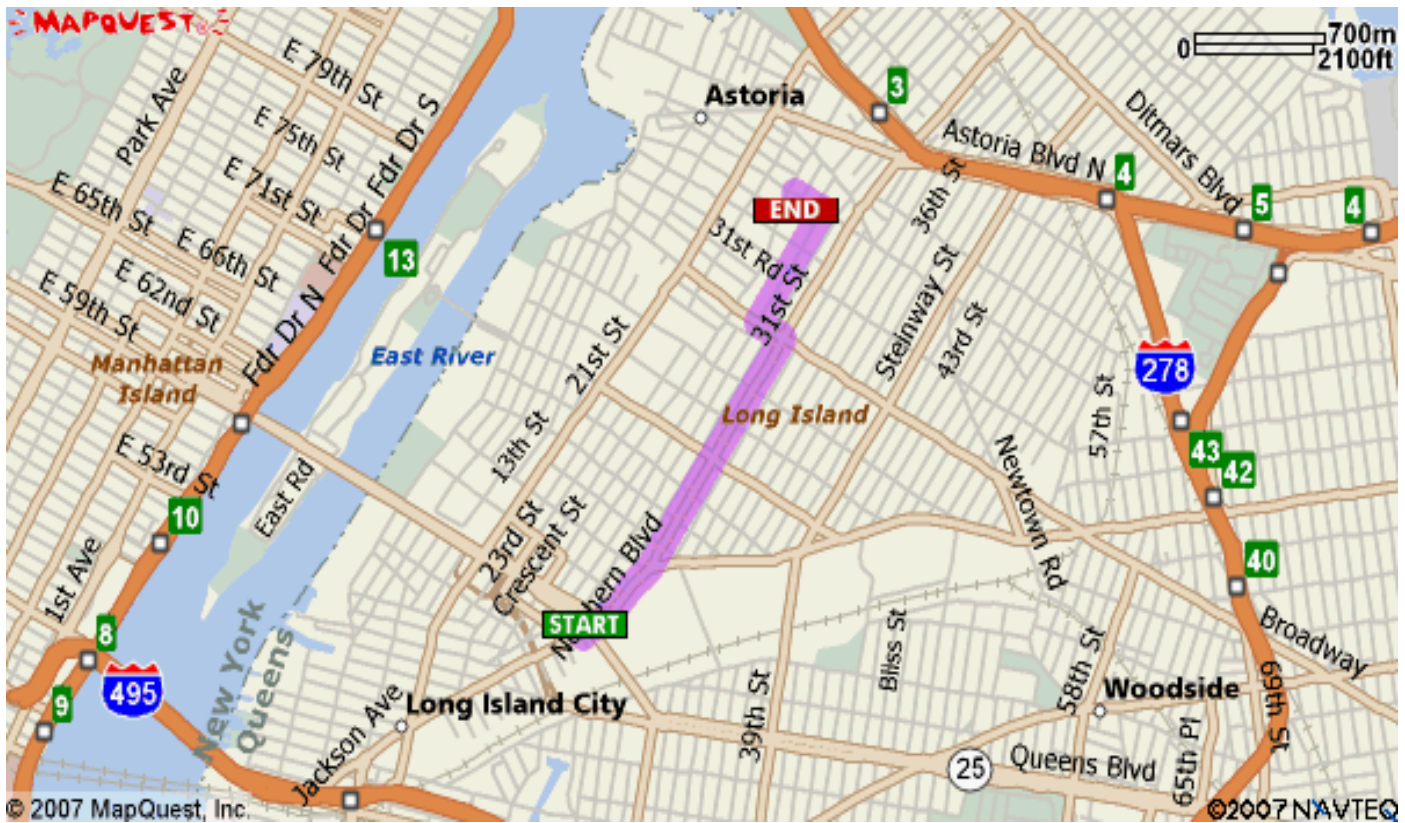 MAPQUEST
700m
0
2100ft
E 79th St
Park Ave
E 75th St
Fdr Dr S
Astoria
3
Astoria Blvd N
Ditmars Blvd
4
5
4
E 71st St
E 65th St
E 66th St
Fdr Dr
13
END
36th St
31st Rd
E 62nd St
E 59th St
Fdr Dr N
31st St
Steinway St
43rd St
21st St
East River
Manhattan
Island
278
57th St
Long Island
13th St
E 53rd St
43
42
Newtown Rd
East Rd
10
23rd St
Crescent St
Northern Blvd
40
1st Ave
START
Broadway
8
Bliss St
58th St
495
9
New York
Queens
Long Island City
Jackson Ave
39th St
Woodside
69th St
65th Pl
25
Queens Blvd
© 2007 MapQuest, Inc.
©2007 NAVTEQ